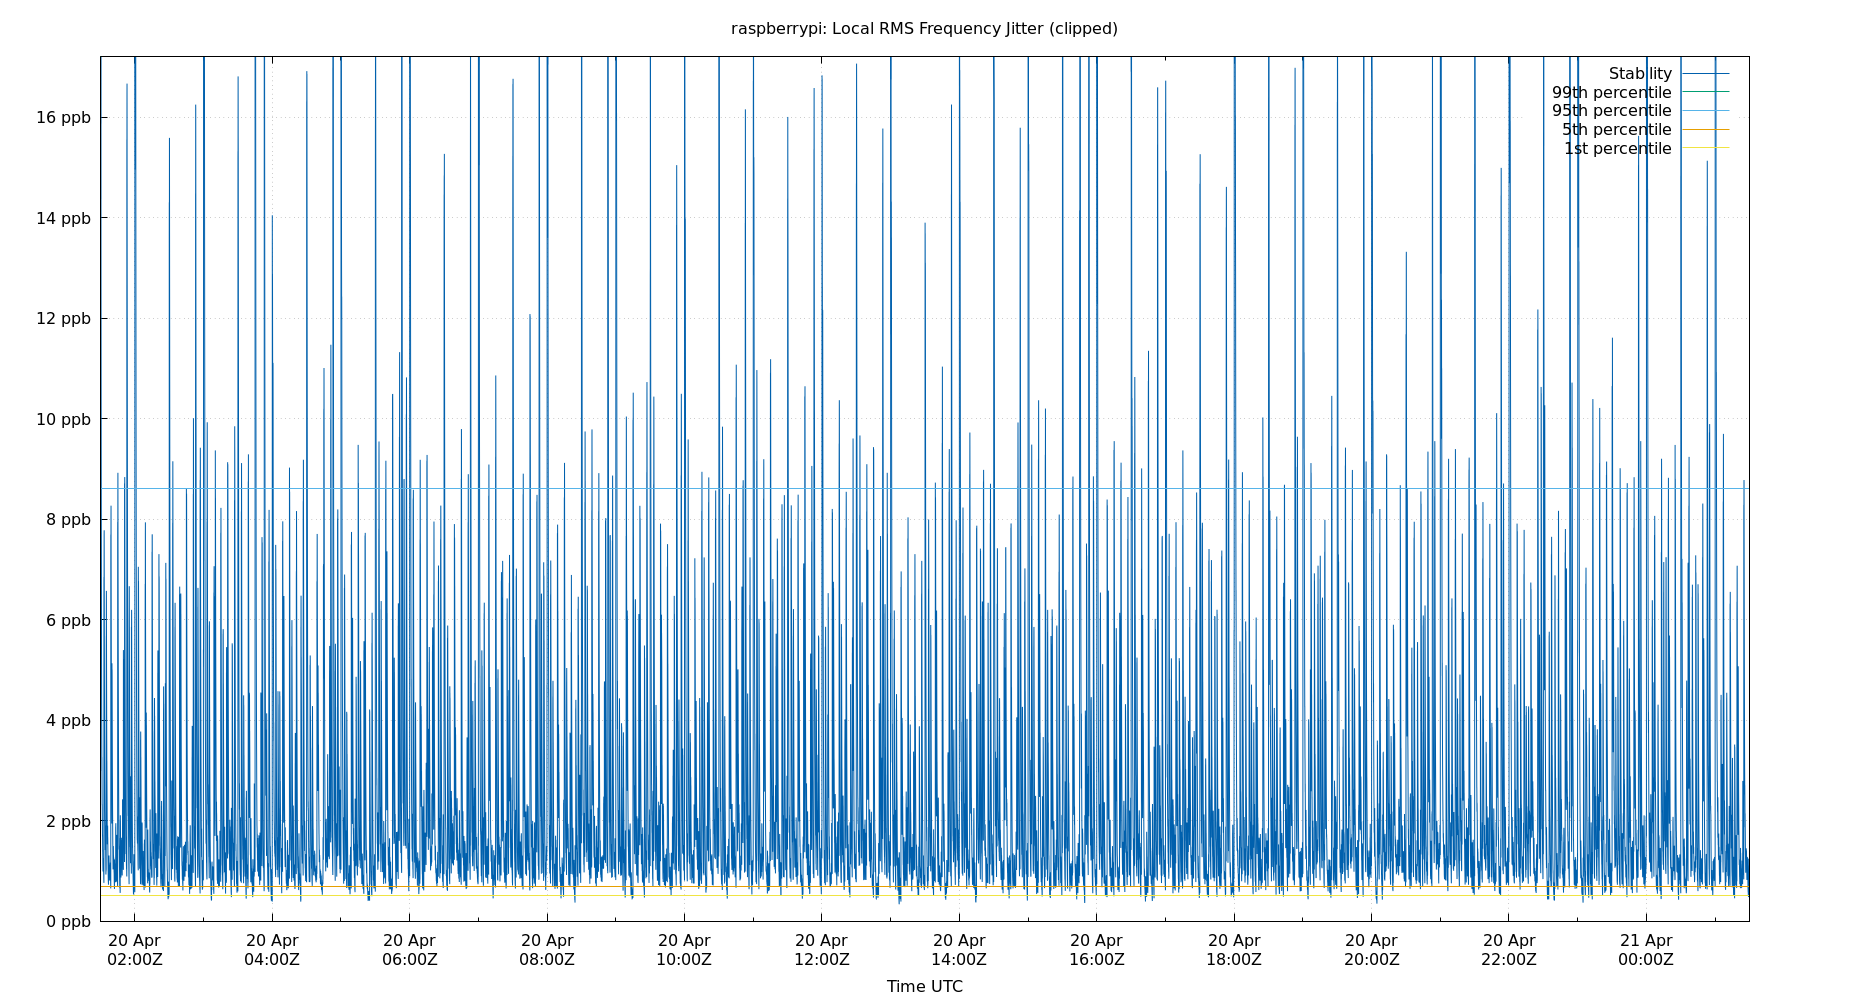 raspberrypi: Local RMS Frequency Jitter (clipped)
Stability
99th percentile
95th percentile
5th percentile
1st percentile
16 ppb
14 ppb
12 ppb
10 ppb
8 ppb
6 ppb
4 ppb
2 ppb
0 ppb
20 Apr 20 Apr 20 Apr 20 Apr 20 Apr 20 Apr 20 Apr 20 Apr 20 Apr 20 Apr 20 Apr 21 Apr
02:00Z 04:00Z 06:00Z 08:00Z 10:00Z 12:00Z 14:00Z 16:00Z 18:00Z 20:00Z 22:00Z 00:00Z
Time UTC